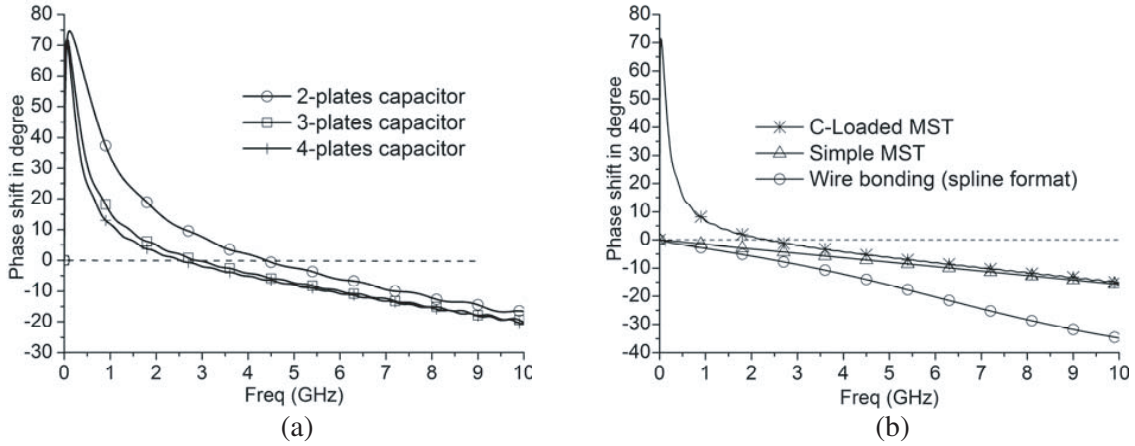 80
70
60
50
40
30
20
10
0
-10
-20
-30
Phase shift in degree
2-plates capacitor
3-plates capacitor
4-plates capacitor
0 1 2 3 4 5 6 7 8 9 10
Freq (GHz)
(a)
80
70
60
50
40
30
20
10
0
-10
-20
-30
-40
Phase shift in degree
C-Loaded MST
Simple MST
Wire bonding (spline format)
0 1 2 3 4 5 6 7 8 9 10
Freq (GHz)
(b)